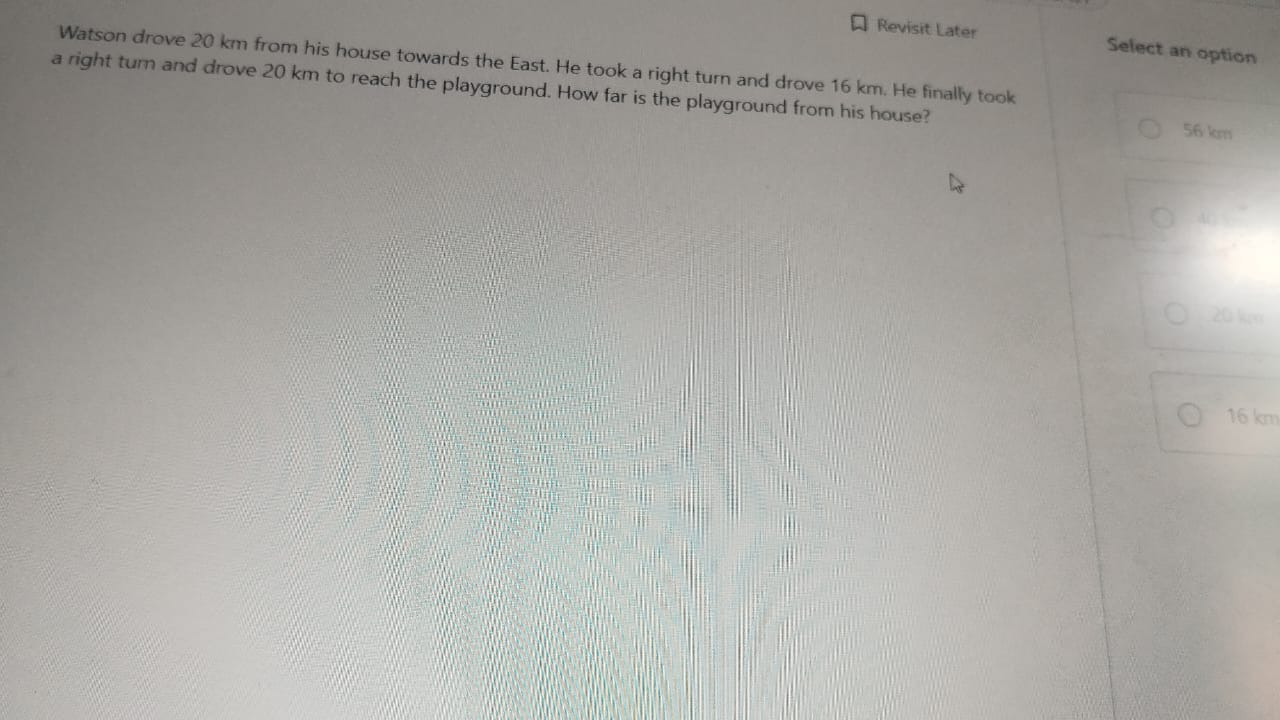 Revisit Later
Watson drove 20 km from his house towards the East. He took a right turn and drove 16 km. He finally took
a right turn and drove 20 km to reach the playground. How far is the playground from his house?
Select an option
56 km
40
20 km
16 km